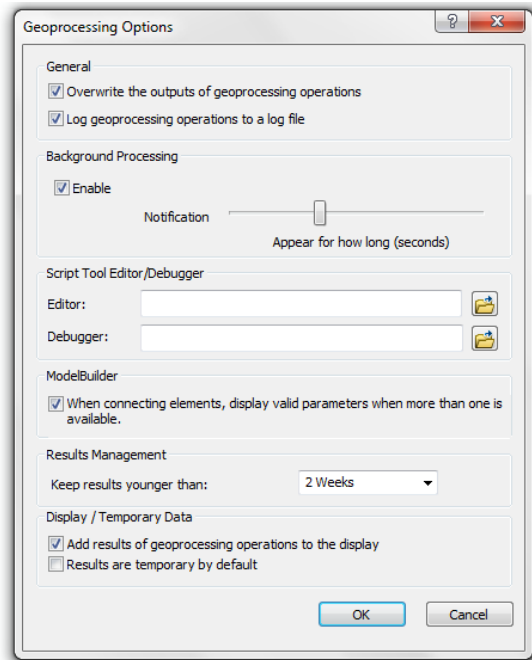 Geoprocessing Options
General
Overwrite the outputs of geoprocessing operations
Log geoprocessing operations to a log file
Background Processing
Enable
Notification
Appear for how long (seconds)
Script Tool Editor/Debugger
Editor:
Debugger:
ModelBuilder
When connecting elements, display valid parameters when more than one is
available.
Results Management
Keep results younger than: 2 Weeks
Display / Temporary Data
Add results of geoprocessing operations to the display
Results are temporary by default
OK Cancel